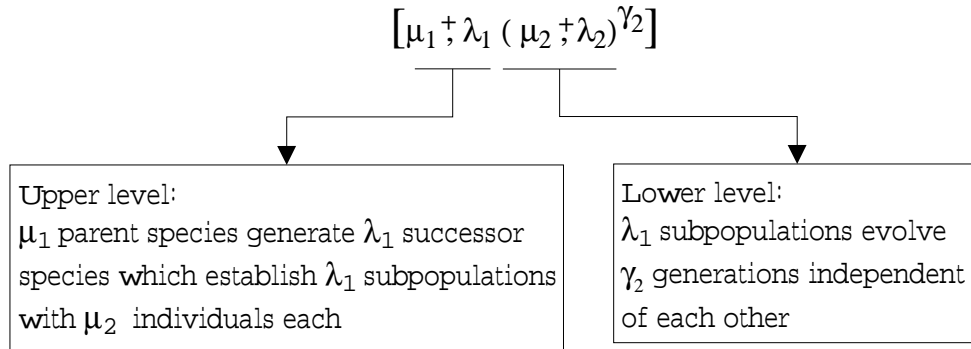 [μ₁ ⁺, λ₁ ( μ₂ ⁺, λ₂)^γ₂]
Upper level:
μ₁ parent species generate λ₁ successor
species which establish λ₁ subpopulations
with μ₂ individuals each
Lower level:
λ₁ subpopulations evolve
γ₂ generations independent
of each other